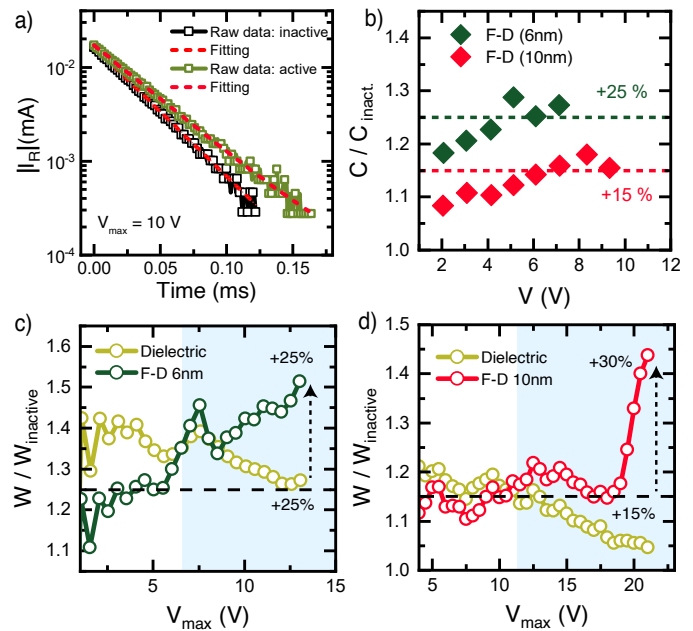 a)
Raw data: inactive
Fitting
Raw data: active
Fitting
10⁻²
10⁻³
10⁻⁴
|I_R|(mA)
V_max = 10 V
0.00 0.05 0.10 0.15
Time (ms)
b)
F-D (6nm)
F-D (10nm)
1.4
1.3
1.2
1.1
1.0
C / C_inact.
+25 %
+15 %
2 4 6 8 10 12
V (V)
c)
Dielectric
F-D 6nm
1.6
1.5
1.4
1.3
1.2
1.1
W / W_inactive
+25%
+25%
5 10 15
V_max (V)
d)
Dielectric
F-D 10nm
1.5
1.4
1.3
1.2
1.1
1.0
W / W_inactive
+30%
+15%
4 10 15 20
V_max (V)